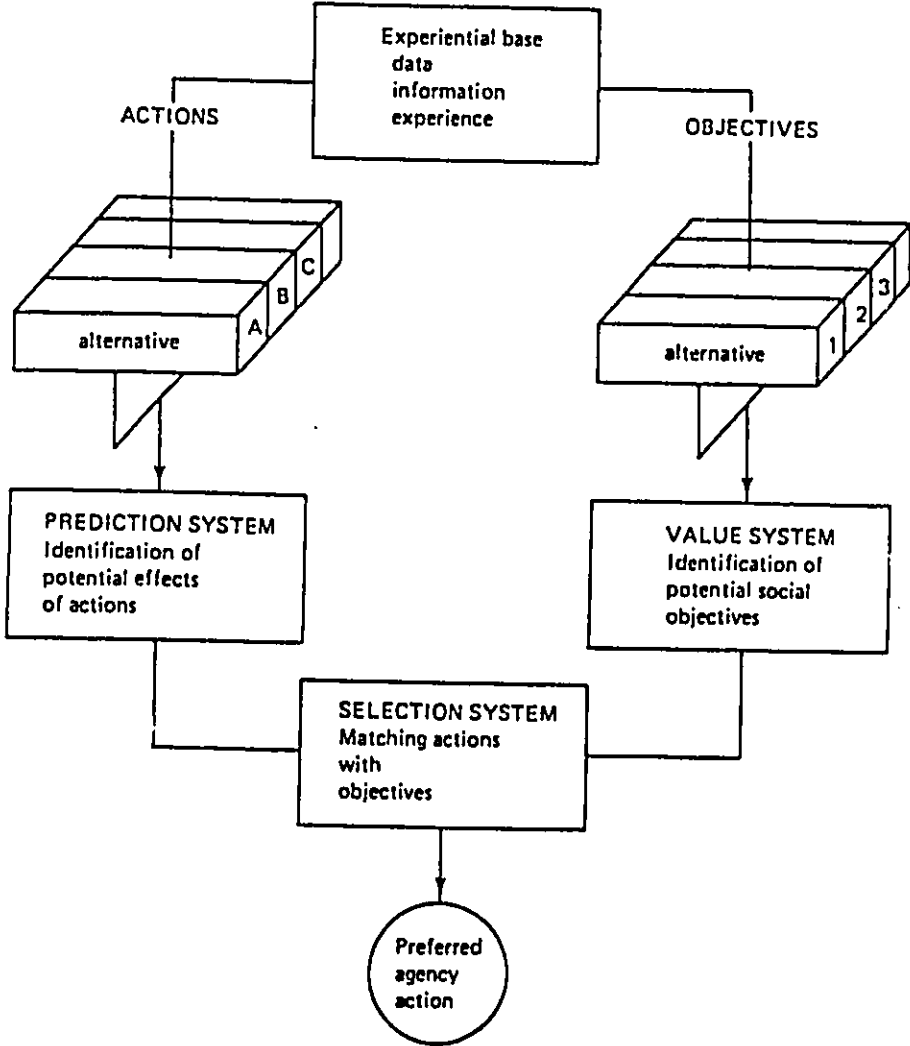 Experiential base
data
information
experience
ACTIONS
OBJECTIVES
C
B
A
alternative
3
2
1
alternative
PREDICTION SYSTEM
Identification of
potential effects
of actions
VALUE SYSTEM
Identification of
potential social
objectives
SELECTION SYSTEM
Matching actions
with
objectives
Preferred
agency
action